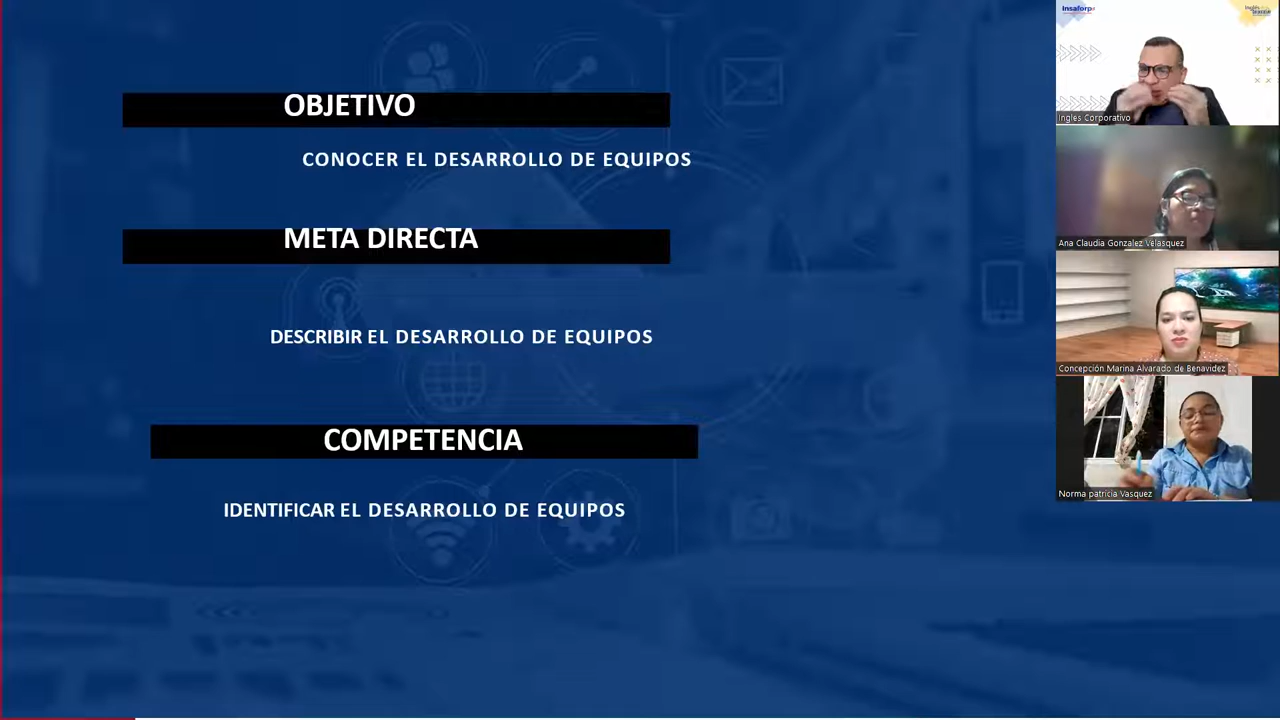 OBJETIVO
CONOCER EL DESARROLLO DE EQUIPOS
META DIRECTA
DESCRIBIR EL DESARROLLO DE EQUIPOS
COMPETENCIA
IDENTIFICAR EL DESARROLLO DE EQUIPOS
Insaforp
Ingles Corporativo
Ana Claudia Gonzalez Velasquez
Concepción Marina Alvarado de Benavidez
Norma patricia Vasquez